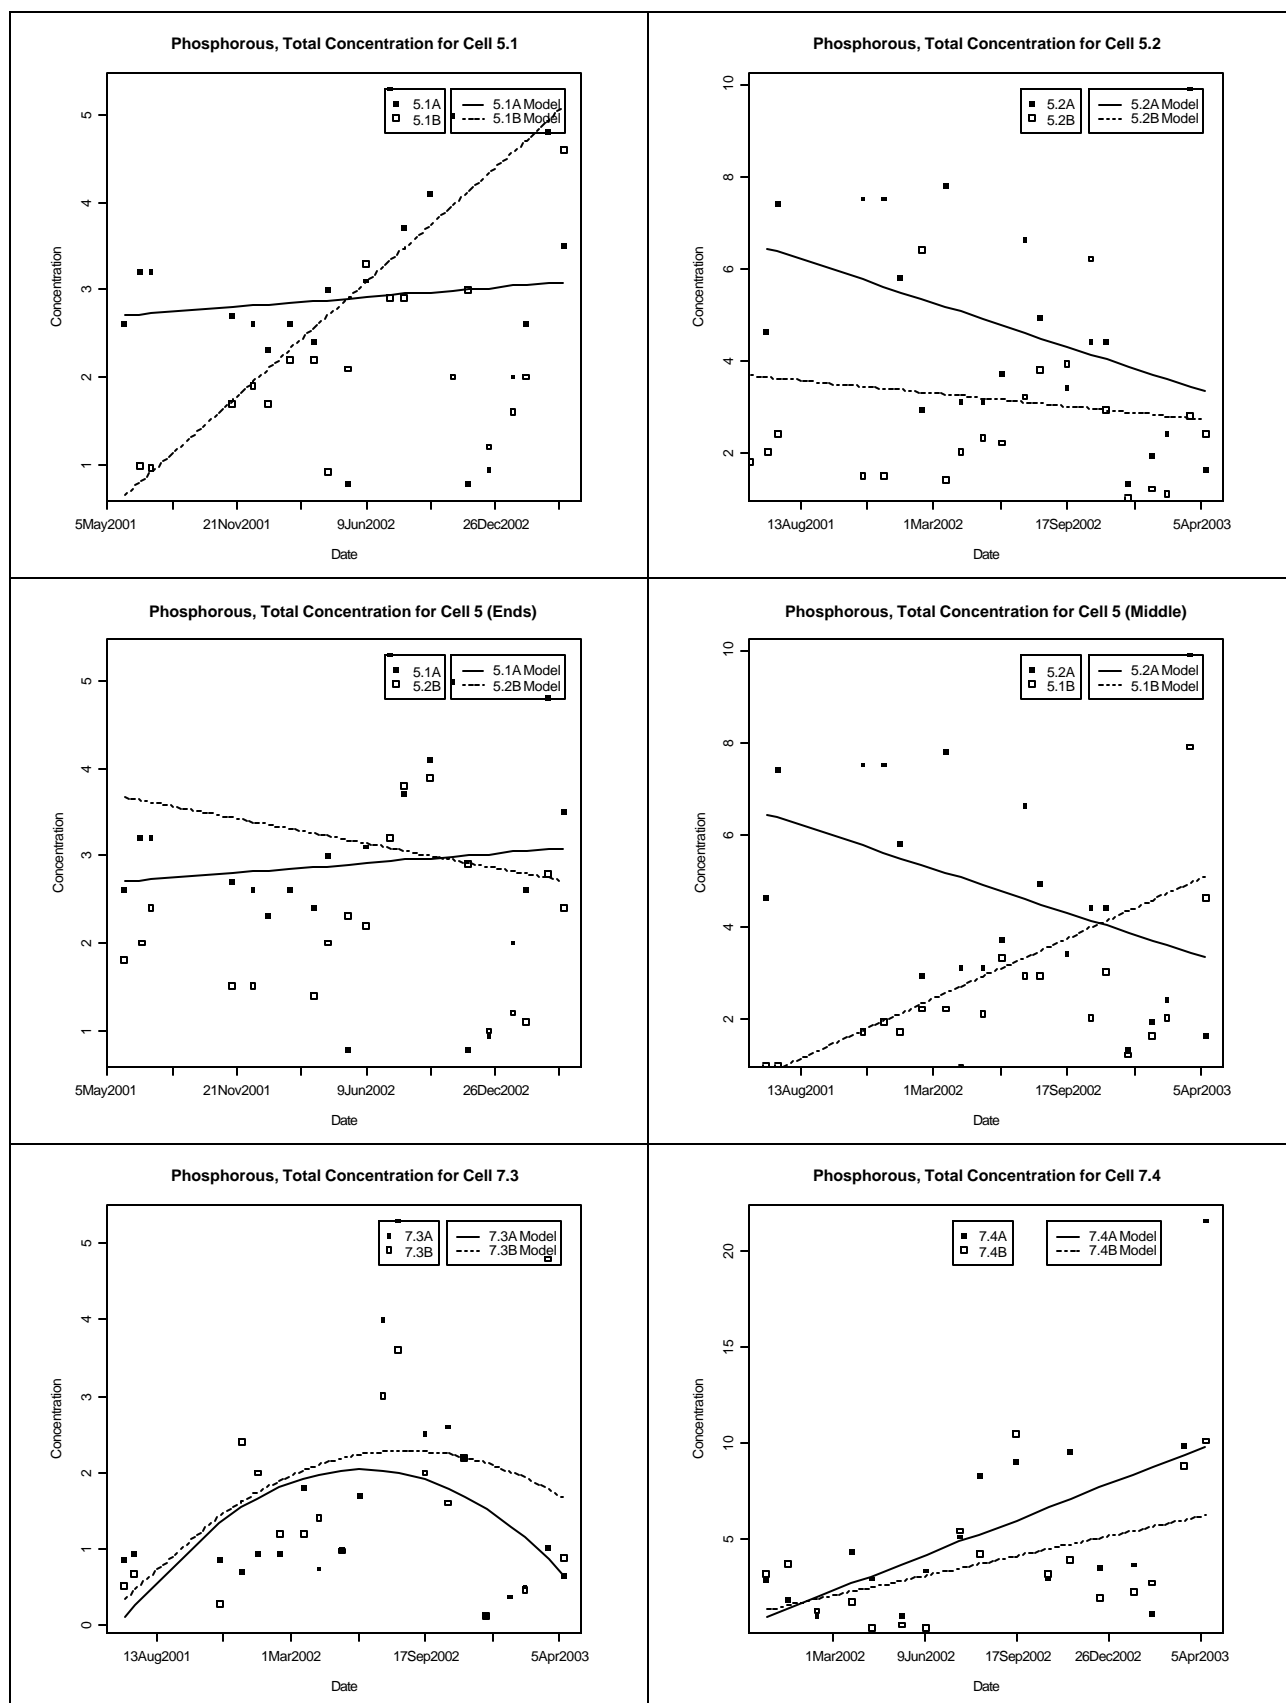 Phosphorous, Total Concentration for Cell 5.1
5.1A
5.1B
5.1A Model
5.1B Model
Concentration
5
4
3
2
1
5May2001 21Nov2001 9Jun2002 26Dec2002
Date
Phosphorous, Total Concentration for Cell 5.2
5.2A
5.2B
5.2A Model
5.2B Model
Concentration
10
8
6
4
2
13Aug2001 1Mar2002 17Sep2002 5Apr2003
Date
Phosphorous, Total Concentration for Cell 5 (Ends)
5.1A
5.2B
5.1A Model
5.2B Model
Concentration
5
4
3
2
1
5May2001 21Nov2001 9Jun2002 26Dec2002
Date
Phosphorous, Total Concentration for Cell 5 (Middle)
5.2A
5.1B
5.2A Model
5.1B Model
Concentration
10
8
6
4
2
13Aug2001 1Mar2002 17Sep2002 5Apr2003
Date
Phosphorous, Total Concentration for Cell 7.3
7.3A
7.3B
7.3A Model
7.3B Model
Concentration
5
4
3
2
1
0
13Aug2001 1Mar2002 17Sep2002 5Apr2003
Date
Phosphorous, Total Concentration for Cell 7.4
7.4A
7.4B
7.4A Model
7.4B Model
Concentration
20
15
10
5
1Mar2002 9Jun2002 17Sep2002 26Dec2002 5Apr2003
Date